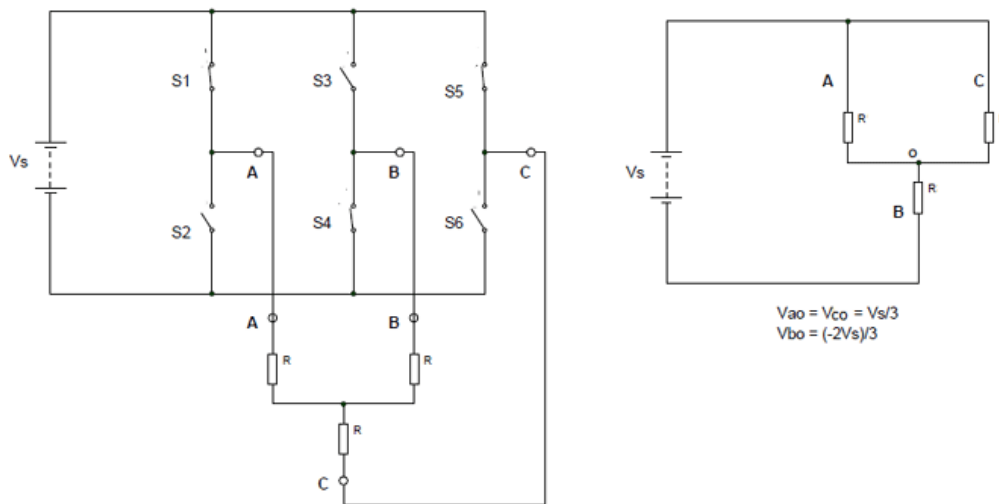 S1
S3
S5
Vs
A
B
C
S2
S4
S6
A
B
R
R
R
C
A
C
R
o
Vs
R
B
Vao = Vco = Vs/3
Vbo = (-2Vs)/3